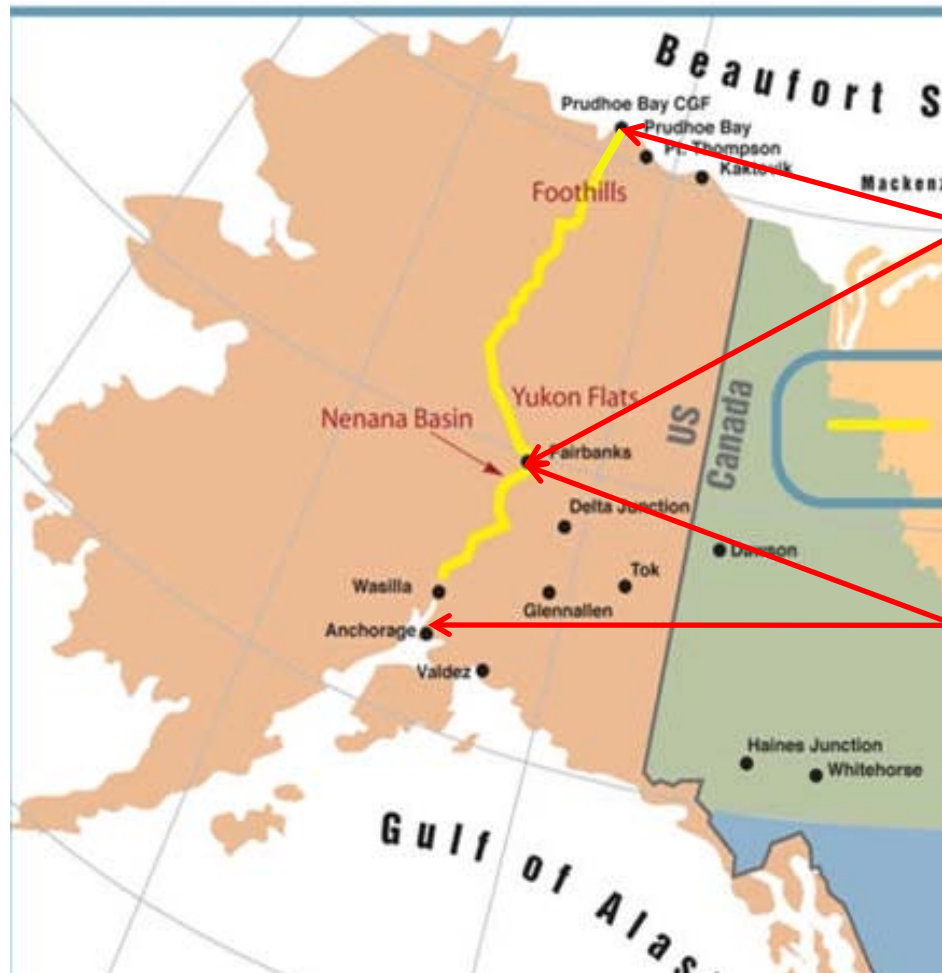 Beaufort S
Prudhoe Bay CGF
Prudhoe Bay
Pt. Thompson
Kaktovik
Mackenz
Foothills
Yukon Flats
Nenana Basin
US
Canada
Fairbanks
Delta Junction
Dawson
Tok
Wasilla
Glennallen
Anchorage
Valdez
Haines Junction
Whitehorse
Gulf of Alas